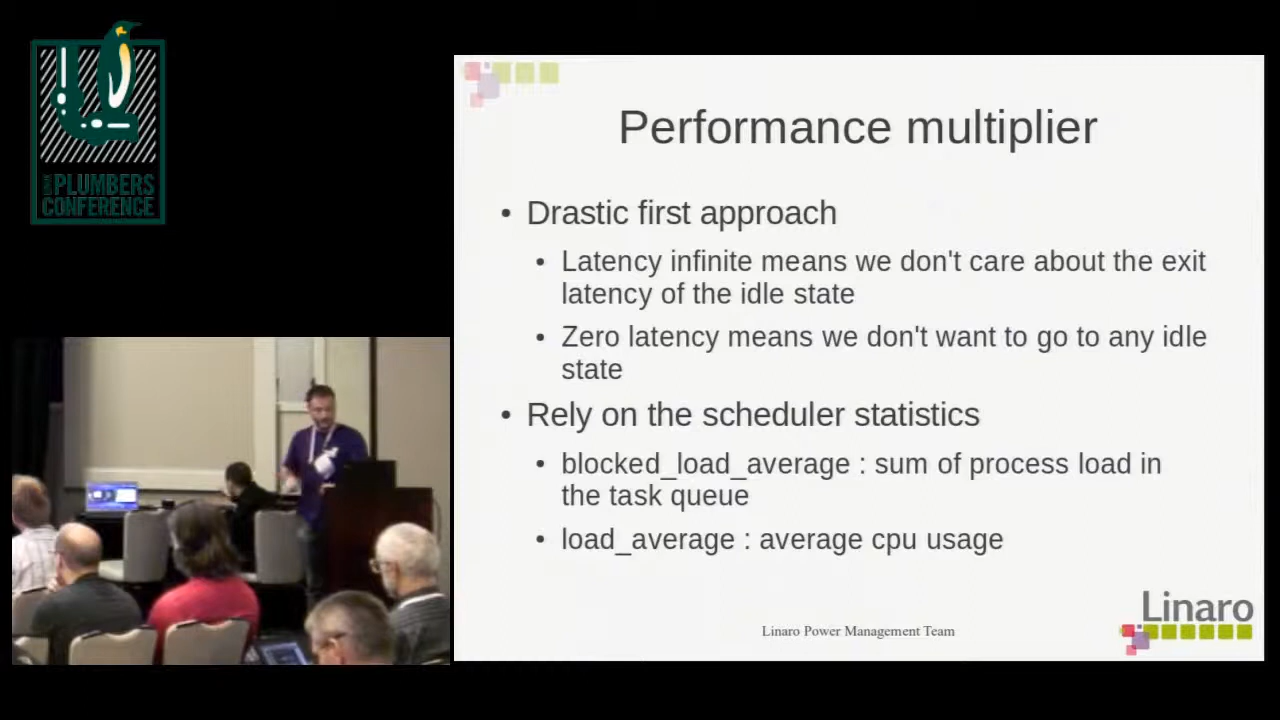 LINUX
PLUMBERS
CONFERENCE
Performance multiplier
• Drastic first approach
• Latency infinite means we don't care about the exit
latency of the idle state
• Zero latency means we don't want to go to any idle
state
• Rely on the scheduler statistics
• blocked_load_average : sum of process load in
the task queue
• load_average : average cpu usage
Linaro Power Management Team
Linaro